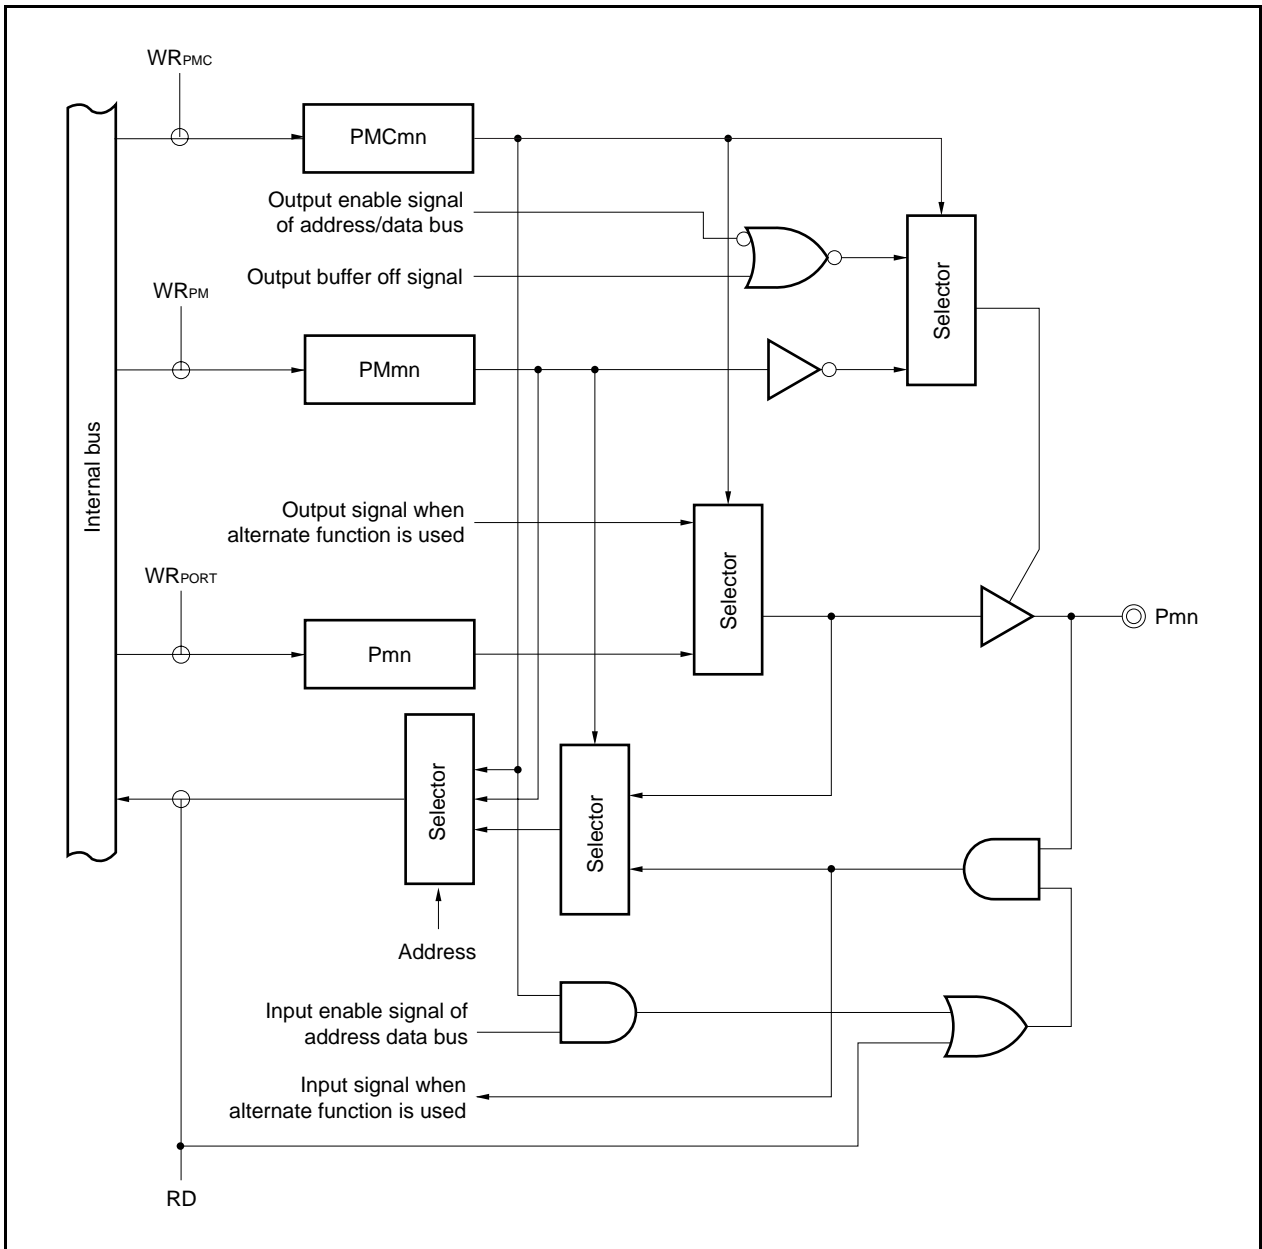 WRPMC
PMCmn
Output enable signal
of address/data bus
Output buffer off signal
Selector
WRPM
PMmn
Internal bus
Output signal when
alternate function is used
Selector
WRPORT
Pmn
Pmn
Selector
Selector
Address
Input enable signal of
address data bus
Input signal when
alternate function is used
RD